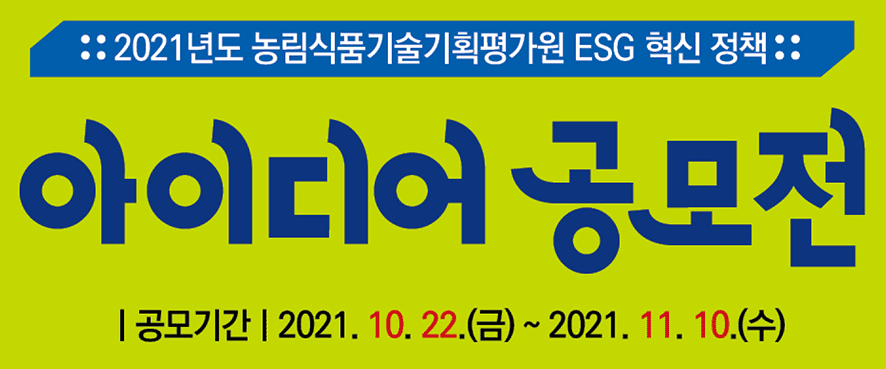 :: 2021년도 농림식품기술기획평가원 ESG 혁신 정책 ::
아이디어 공모전
| 공모기간 | 2021. 10. 22.(금) ~ 2021. 11. 10.(수)